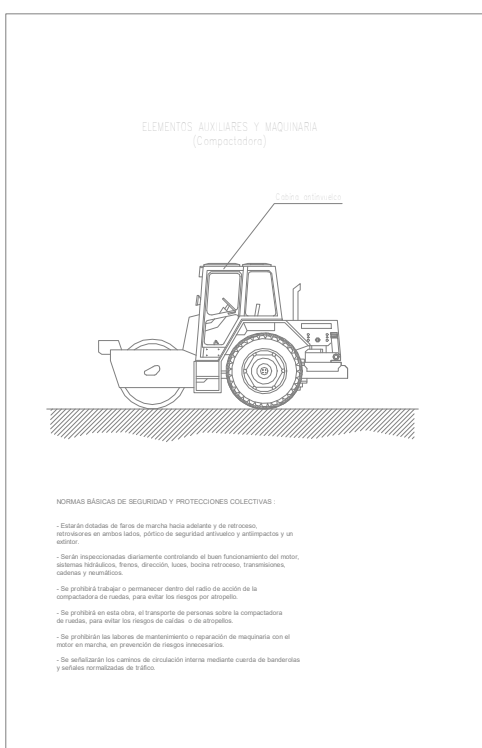 ELEMENTOS AUXILIARES Y MAQUINARIA
(Compactadora)
Cabina antivuelco
NORMAS BÁSICAS DE SEGURIDAD Y PROTECCIONES COLECTIVAS :
- Estarán dotadas de faros de marcha hacia adelante y de retroceso,
retrovisores en ambos lados, pórtico de seguridad antivuelco y antiimpactos y un
extintor.
- Serán inspeccionadas diariamente controlando el buen funcionamiento del motor,
sistemas hidráulicos, frenos, dirección, luces, bocina retroceso, transmisiones,
cadenas y neumáticos.
- Se prohibirá trabajar o permanecer dentro del radio de acción de la
compactadora de ruedas, para evitar los riesgos por atropello.
- Se prohibirá en esta obra, el transporte de personas sobre la compactadora
de ruedas, para evitar los riesgos de caídas o de atropellos.
- Se prohibirán las labores de mantenimiento o reparación de maquinaria con el
motor en marcha, en prevención de riesgos innecesarios.
- Se señalizarán los caminos de circulación interna mediante cuerda de banderolas
y señales normalizadas de tráfico.